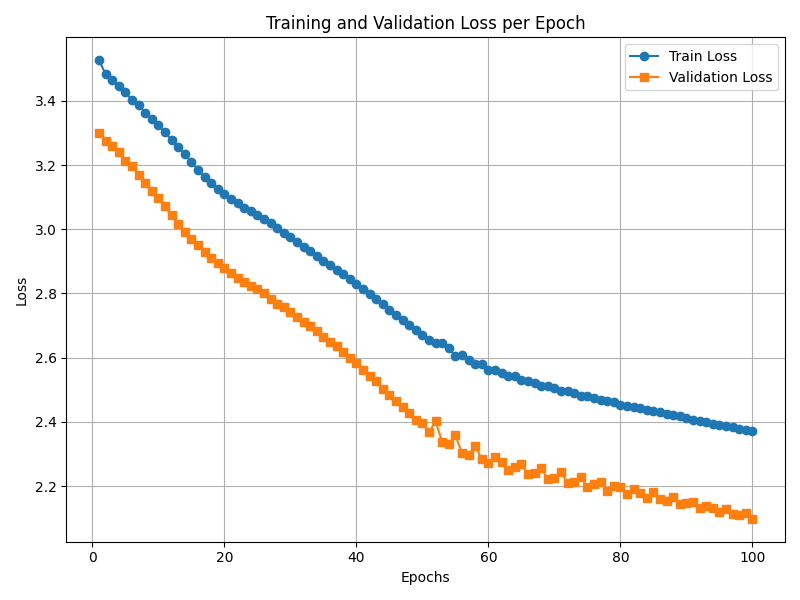 Training and Validation Loss per Epoch
Train Loss
Validation Loss
Loss
3.4
3.2
3.0
2.8
2.6
2.4
2.2
0 20 40 60 80 100
Epochs